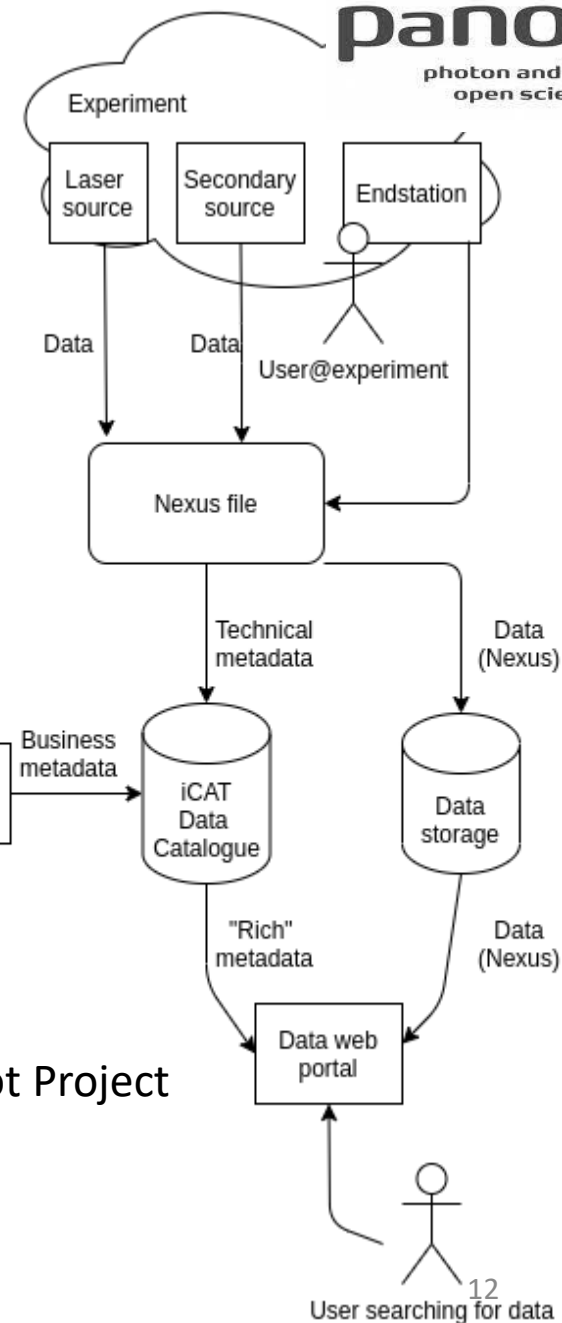 pano
photon and
open scie
Experiment
Laser
source
Secondary
source
Endstation
Data
Data
User@experiment
Nexus file
Technical
metadata
Data
(Nexus)
Business
metadata
iCAT
Data
Catalogue
Data
storage
"Rich"
metadata
Data
(Nexus)
Data web
portal
ot Project
12
User searching for data